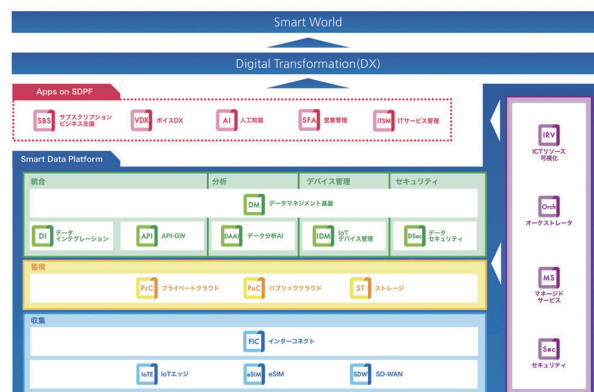 Smart World
Digital Transformation(DX)
Apps on SDPF
SBS
サブスクリプション
ビジネス支援
VDX
ボイスDX
AI
人工知能
SFA
営業管理
ITSM
ITサービス管理
Smart Data Platform
統合
分析
デバイス管理
セキュリティ
DM
データマネジメント基盤
DI
データ
インテグレーション
API
API-GW
DAAI
データ分析AI
IDM
IoT
デバイス管理
DSec
データ
セキュリティ
蓄積
PrC
プライベートクラウド
PuC
パブリッククラウド
ST
ストレージ
収集
FIC
インターコネクト
IoTE
IoTエッジ
eSIM
eSIM
SDW
SD-WAN
IRV
ICTリソース
可視化
Orch
オーケストレータ
MS
マネージド
サービス
Sec
セキュリティ